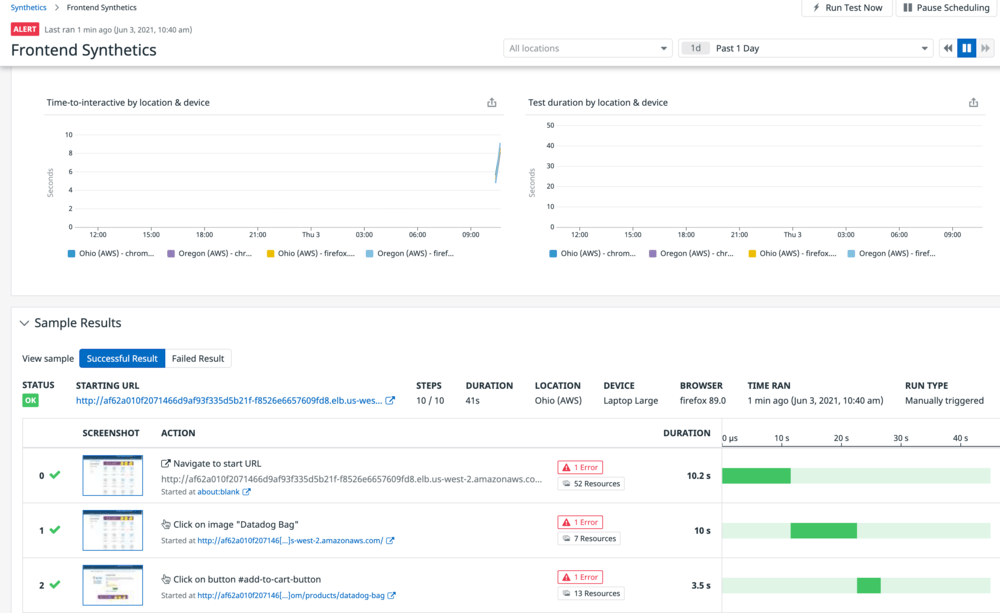 Synthetics > Frontend Synthetics
Run Test Now
Pause Scheduling
ALERT Last ran 1 min ago (Jun 3, 2021, 10:40 am)
Frontend Synthetics
All locations
1d Past 1 Day
Time-to-interactive by location & device
10
8
6
4
2
0
Seconds
12:00 15:00 18:00 21:00 Thu 3 03:00 06:00 09:00
Ohio (AWS) - chrom... Oregon (AWS) - chr... Ohio (AWS) - firefox.... Oregon (AWS) - firef...
Test duration by location & device
50
40
30
20
10
0
Seconds
12:00 15:00 18:00 21:00 Thu 3 03:00 06:00 09:00
Ohio (AWS) - chrom... Oregon (AWS) - chr... Ohio (AWS) - firefox.... Oregon (AWS) - firef...
Sample Results
View sample Successful Result Failed Result
STATUS STARTING URL STEPS DURATION LOCATION DEVICE BROWSER TIME RAN RUN TYPE
OK http://af62a010f2071466d9af93f335d5b21f-f8526e6657609fd8.elb.us-wes... 10 / 10 41s Ohio (AWS) Laptop Large firefox 89.0 1 min ago (Jun 3, 2021, 10:40 am) Manually triggered
SCREENSHOT ACTION DURATION 0 µs 10 s 20 s 30 s 40 s
0 Navigate to start URL 1 Error 10.2 s
http://af62a010f2071466d9af93f335d5b21f-f8526e6657609fd8.elb.us-west-2.amazonaws.co... 52 Resources
Started at about:blank
1 Click on image "Datadog Bag" 1 Error 10 s
Started at http://af62a010f207146[...]s-west-2.amazonaws.com/ 7 Resources
2 Click on button #add-to-cart-button 1 Error 3.5 s
Started at http://af62a010f207146[...]om/products/datadog-bag 13 Resources